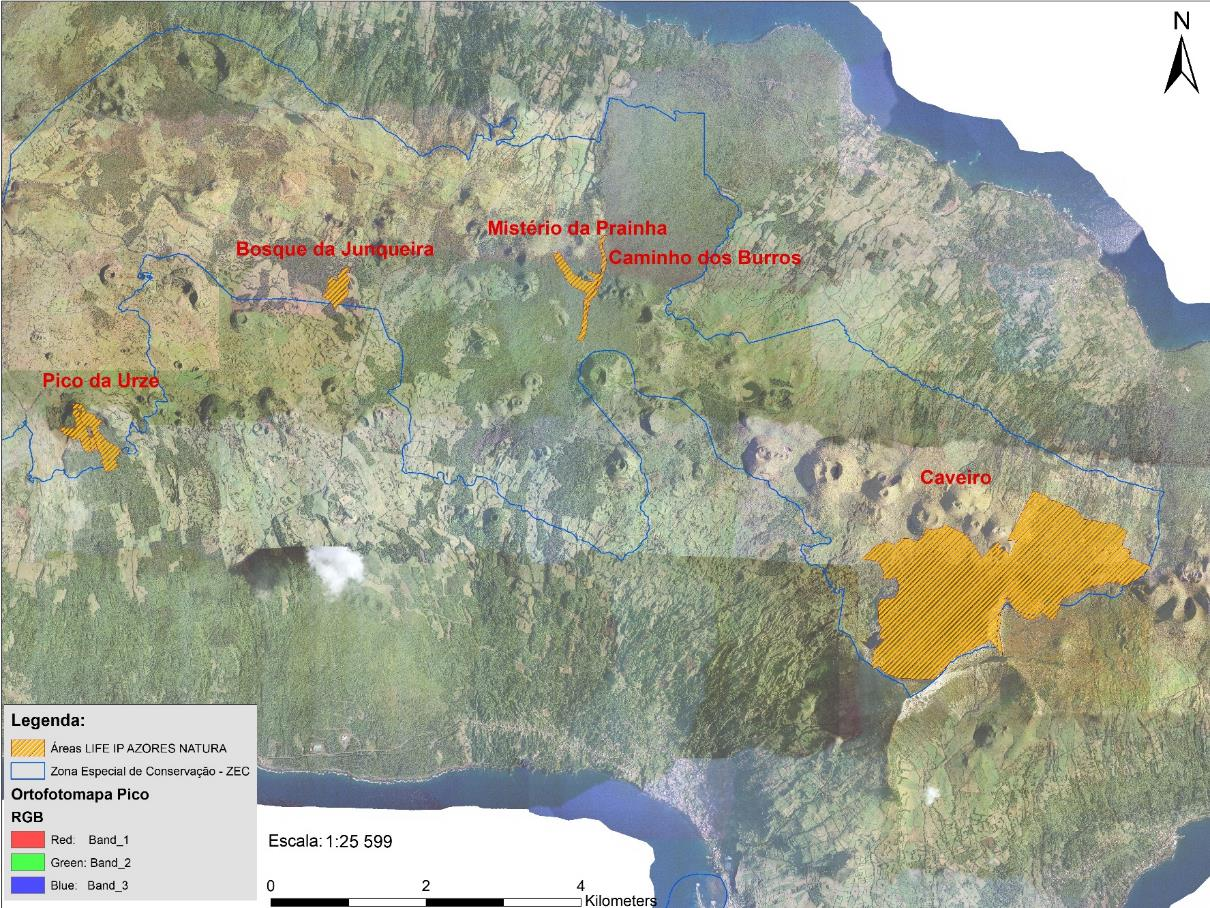 N
Mistério da Prainha
Bosque da Junqueira
Caminho dos Burros
Pico da Urze
Caveiro
Legenda:
Áreas LIFE IP AZORES NATURA
Zona Especial de Conservação - ZEC
Ortofotomapa Pico
RGB
Red: Band_1
Green: Band_2
Blue: Band_3
Escala: 1:25 599
0 2 4
Kilometers